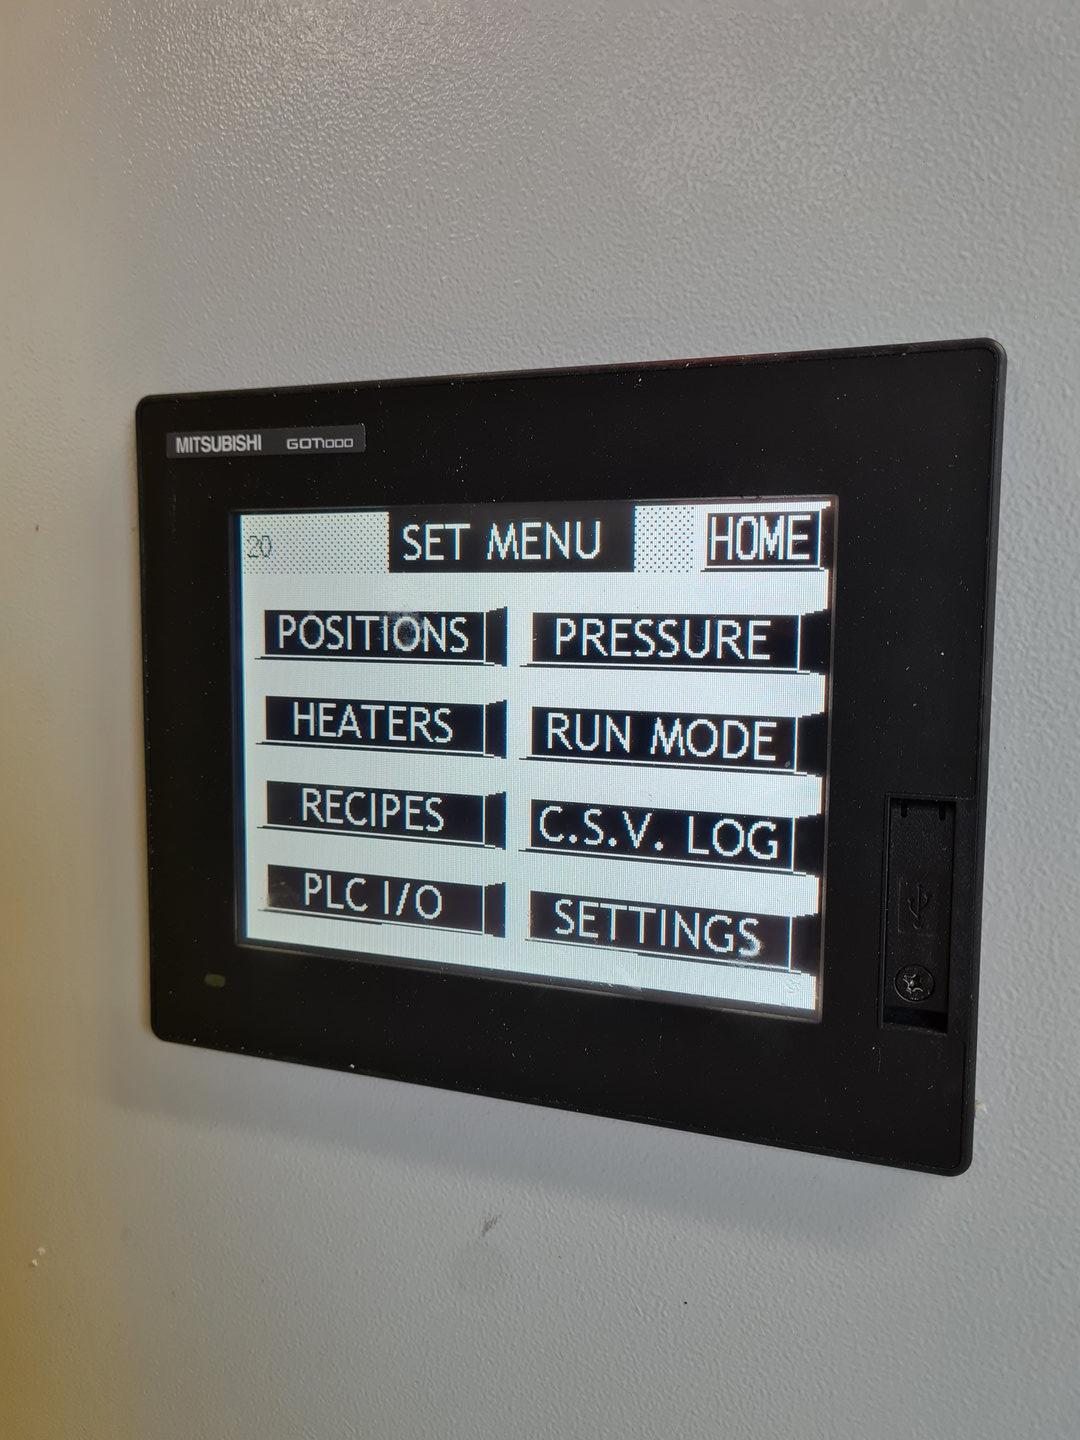 MITSUBISHI GOT1000
20 SET MENU HOME
POSITIONS PRESSURE
HEATERS RUN MODE
RECIPES C.S.V. LOG
PLC I/O SETTINGS